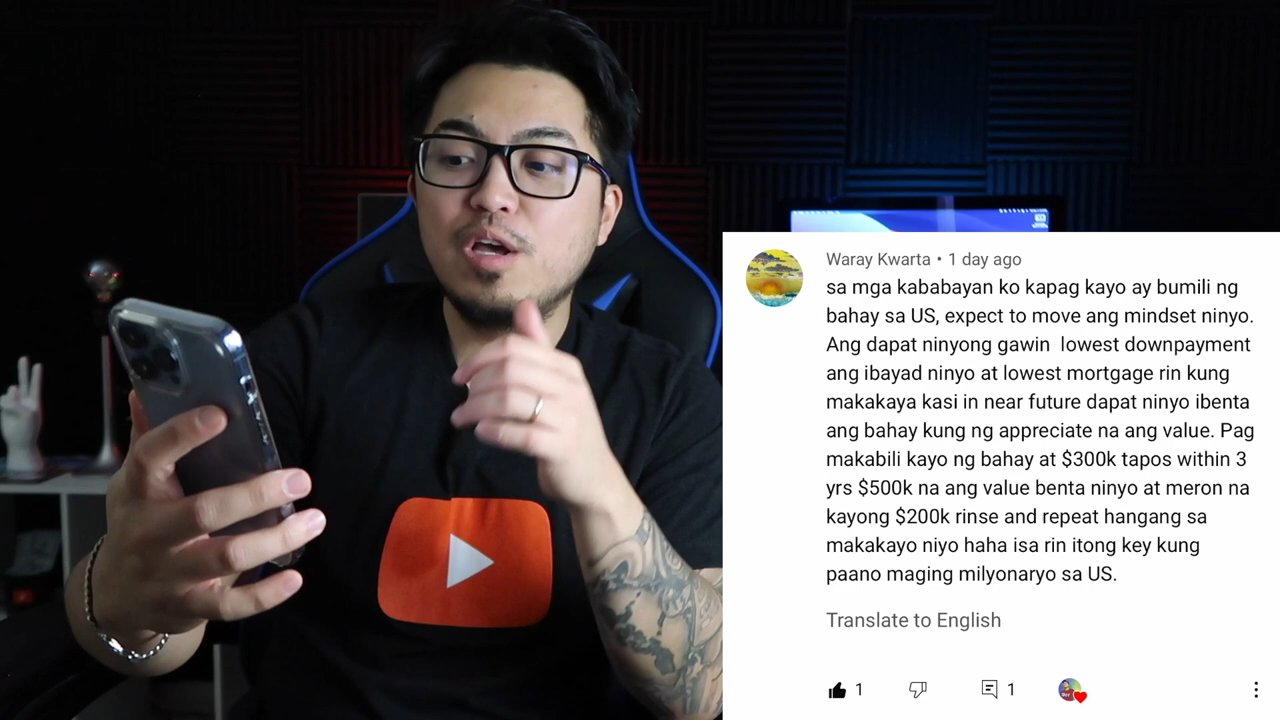 Waray Kwarta • 1 day ago
sa mga kababayan ko kapag kayo ay bumili ng
bahay sa US, expect to move ang mindset ninyo.
Ang dapat ninyong gawin  lowest downpayment
ang ibayad ninyo at lowest mortgage rin kung
makakaya kasi in near future dapat ninyo ibenta
ang bahay kung ng appreciate na ang value. Pag
makabili kayo ng bahay at $300k tapos within 3
yrs $500k na ang value benta ninyo at meron na
kayong $200k rinse and repeat hangang sa
makakayo niyo haha isa rin itong key kung
paano maging milyonaryo sa US.
Translate to English
1
1